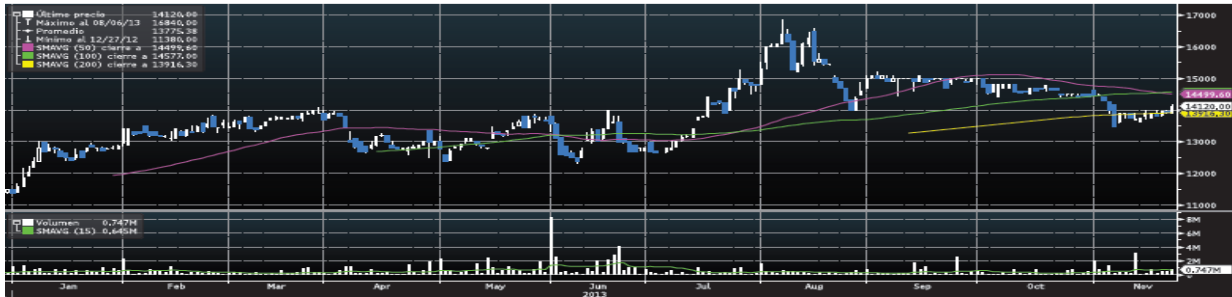 Último precio 14120.00
Máximo al 08/06/13 16840.00
Promedio 13775.38
Mínimo al 12/27/12 11380.00
SMAVG (50) cierre a 14499.60
SMAVG (100) cierre a 14577.00
SMAVG (200) cierre a 13916.30
17000
16000
15000
14499.60
14120.00
13916.30
13000
12000
11000
Volumen 0.747M
SMAVG (15) 0.645M
8M
6M
4M
2M
0.747M
Jan Feb Mar Apr May Jun Jul Aug Sep Oct Nov
2013